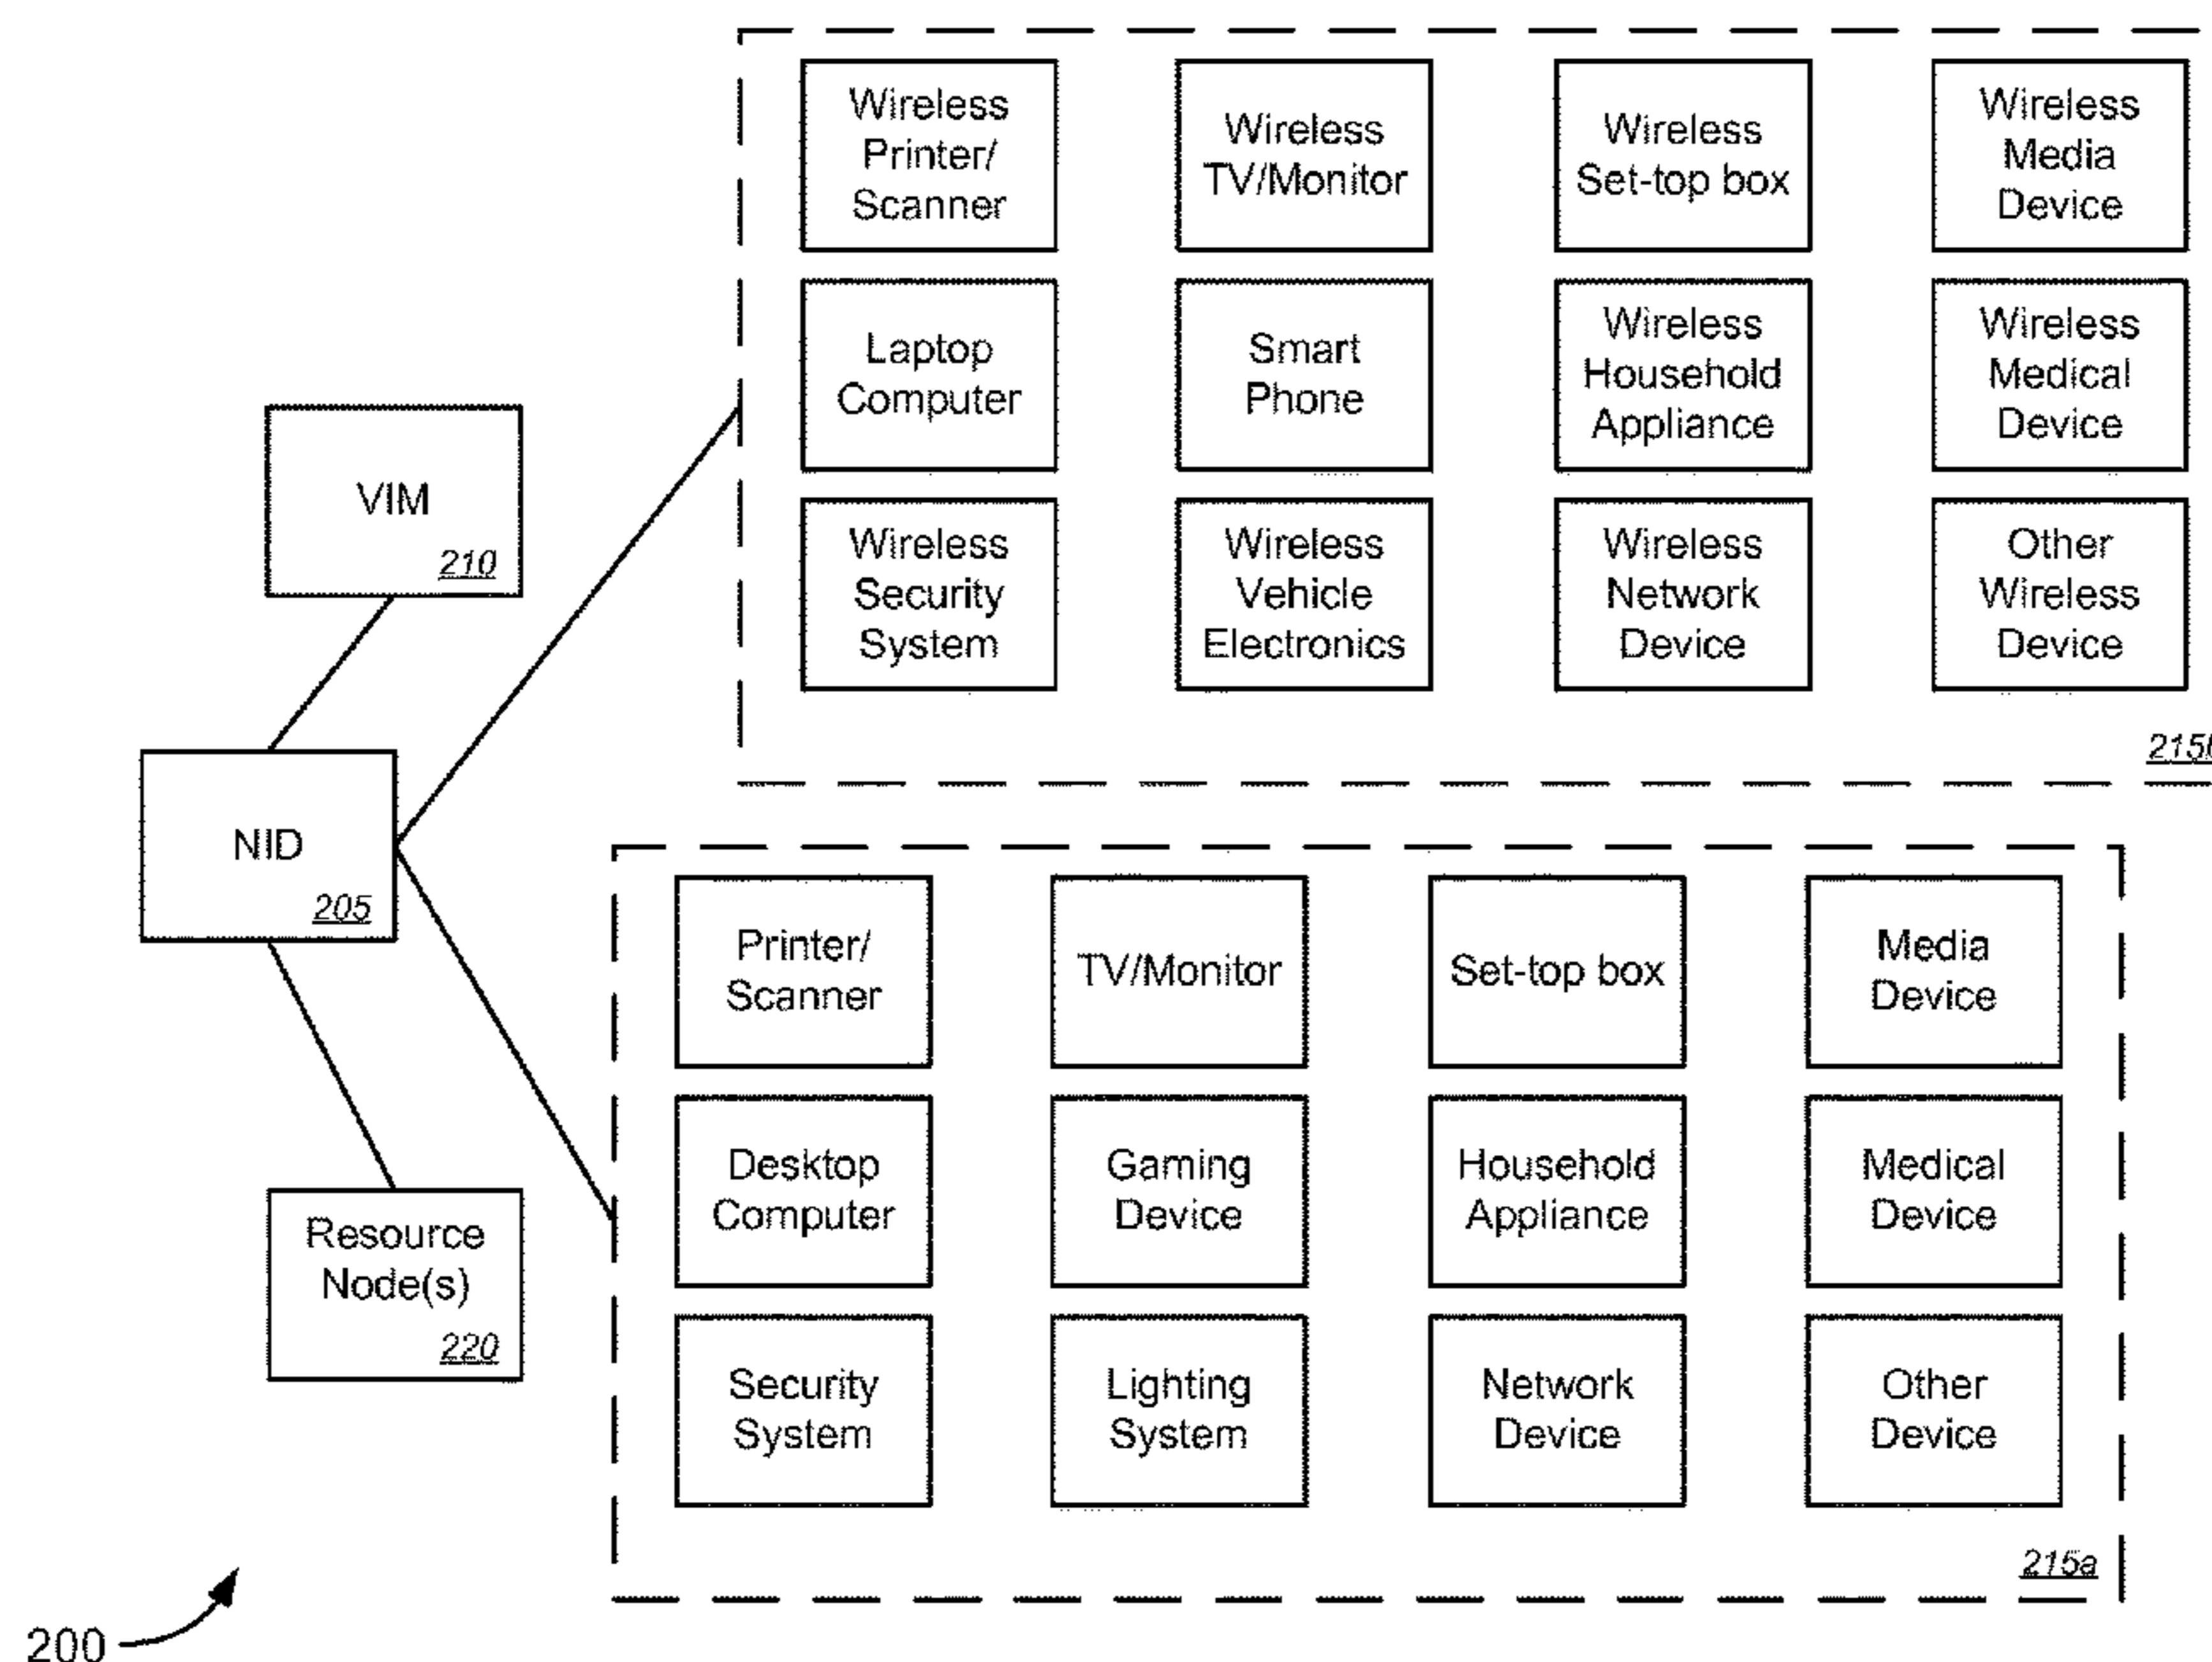 Wireless
Printer/
Scanner
Wireless
TV/Monitor
Wireless
Set-top box
Wireless
Media
Device
Laptop
Computer
Smart
Phone
Wireless
Household
Appliance
Wireless
Medical
Device
Wireless
Security
System
Wireless
Vehicle
Electronics
Wireless
Network
Device
Other
Wireless
Device
VIM
210
NID
205
Resource
Node(s)
220
Printer/
Scanner
TV/Monitor
Set-top box
Media
Device
Desktop
Computer
Gaming
Device
Household
Appliance
Medical
Device
Security
System
Lighting
System
Network
Device
Other
Device
215a
200